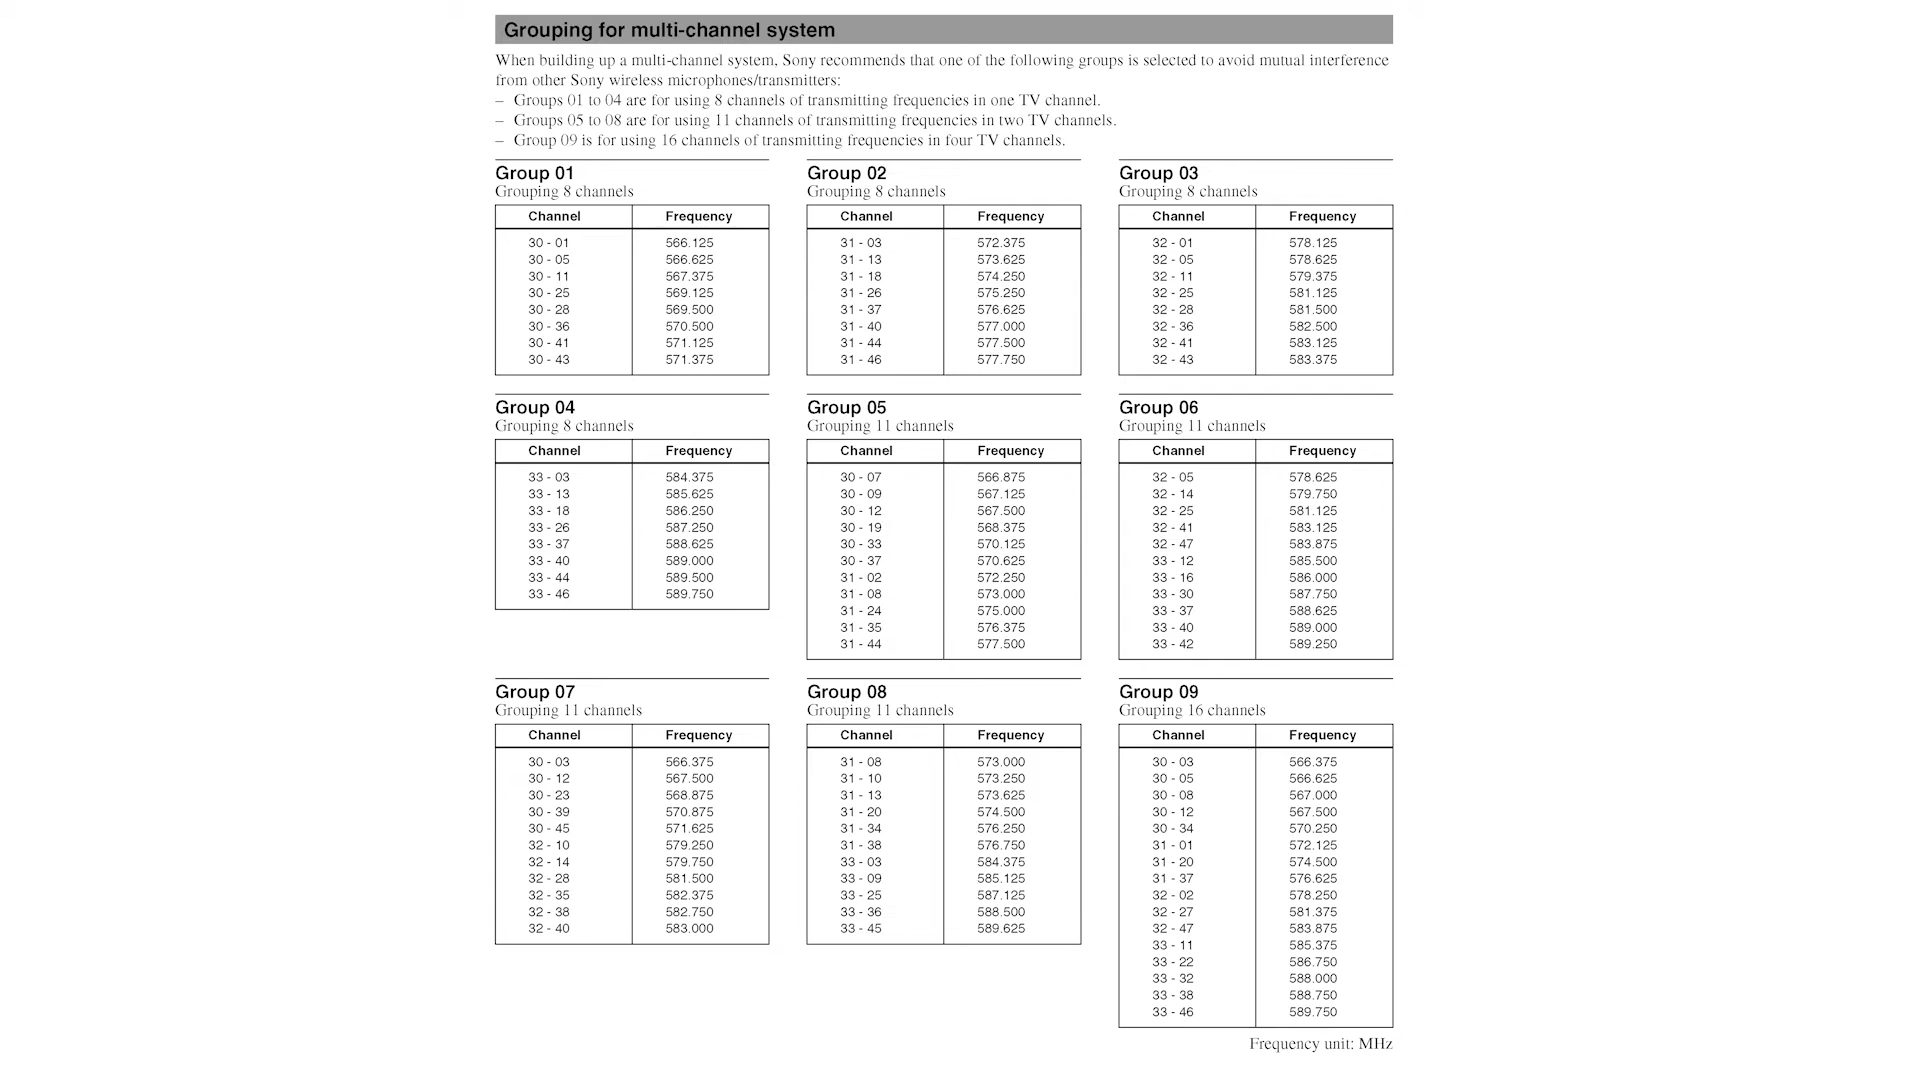 Grouping for multi-channel system
When building up a multi-channel system, Sony recommends that one of the following groups is selected to avoid mutual interference
from other Sony wireless microphones/transmitters:
– Groups 01 to 04 are for using 8 channels of transmitting frequencies in one TV channel.
– Groups 05 to 08 are for using 11 channels of transmitting frequencies in two TV channels.
– Group 09 is for using 16 channels of transmitting frequencies in four TV channels.
Group 01
Grouping 8 channels
Channel Frequency
30 - 01 566.125
30 - 05 566.625
30 - 11 567.375
30 - 25 569.125
30 - 28 569.500
30 - 36 570.500
30 - 41 571.125
30 - 43 571.375
Group 02
Grouping 8 channels
Channel Frequency
31 - 03 572.375
31 - 13 573.625
31 - 18 574.250
31 - 26 575.250
31 - 37 576.625
31 - 40 577.000
31 - 44 577.500
31 - 46 577.750
Group 03
Grouping 8 channels
Channel Frequency
32 - 01 578.125
32 - 05 578.625
32 - 11 579.375
32 - 25 581.125
32 - 28 581.500
32 - 36 582.500
32 - 41 583.125
32 - 43 583.375
Group 04
Grouping 8 channels
Channel Frequency
33 - 03 584.375
33 - 13 585.625
33 - 18 586.250
33 - 26 587.250
33 - 37 588.625
33 - 40 589.000
33 - 44 589.500
33 - 46 589.750
Group 05
Grouping 11 channels
Channel Frequency
30 - 07 566.875
30 - 09 567.125
30 - 12 567.500
30 - 19 568.375
30 - 33 570.125
30 - 37 570.625
31 - 02 572.250
31 - 08 573.000
31 - 24 575.000
31 - 35 576.375
31 - 44 577.500
Group 06
Grouping 11 channels
Channel Frequency
32 - 05 578.625
32 - 14 579.750
32 - 25 581.125
32 - 41 583.125
32 - 47 583.875
33 - 12 585.500
33 - 16 586.000
33 - 30 587.750
33 - 37 588.625
33 - 40 589.000
33 - 42 589.250
Group 07
Grouping 11 channels
Channel Frequency
30 - 03 566.375
30 - 12 567.500
30 - 23 568.875
30 - 39 570.875
30 - 45 571.625
32 - 10 579.250
32 - 14 579.750
32 - 28 581.500
32 - 35 582.375
32 - 38 582.750
32 - 40 583.000
Group 08
Grouping 11 channels
Channel Frequency
31 - 08 573.000
31 - 10 573.250
31 - 13 573.625
31 - 20 574.500
31 - 34 576.250
31 - 38 576.750
33 - 03 584.375
33 - 09 585.125
33 - 25 587.125
33 - 36 588.500
33 - 45 589.625
Group 09
Grouping 16 channels
Channel Frequency
30 - 03 566.375
30 - 05 566.625
30 - 08 567.000
30 - 12 567.500
30 - 34 570.250
31 - 01 572.125
31 - 20 574.500
31 - 37 576.625
32 - 02 578.250
32 - 27 581.375
32 - 47 583.875
33 - 11 585.375
33 - 22 586.750
33 - 32 588.000
33 - 38 588.750
33 - 46 589.750
Frequency unit: MHz